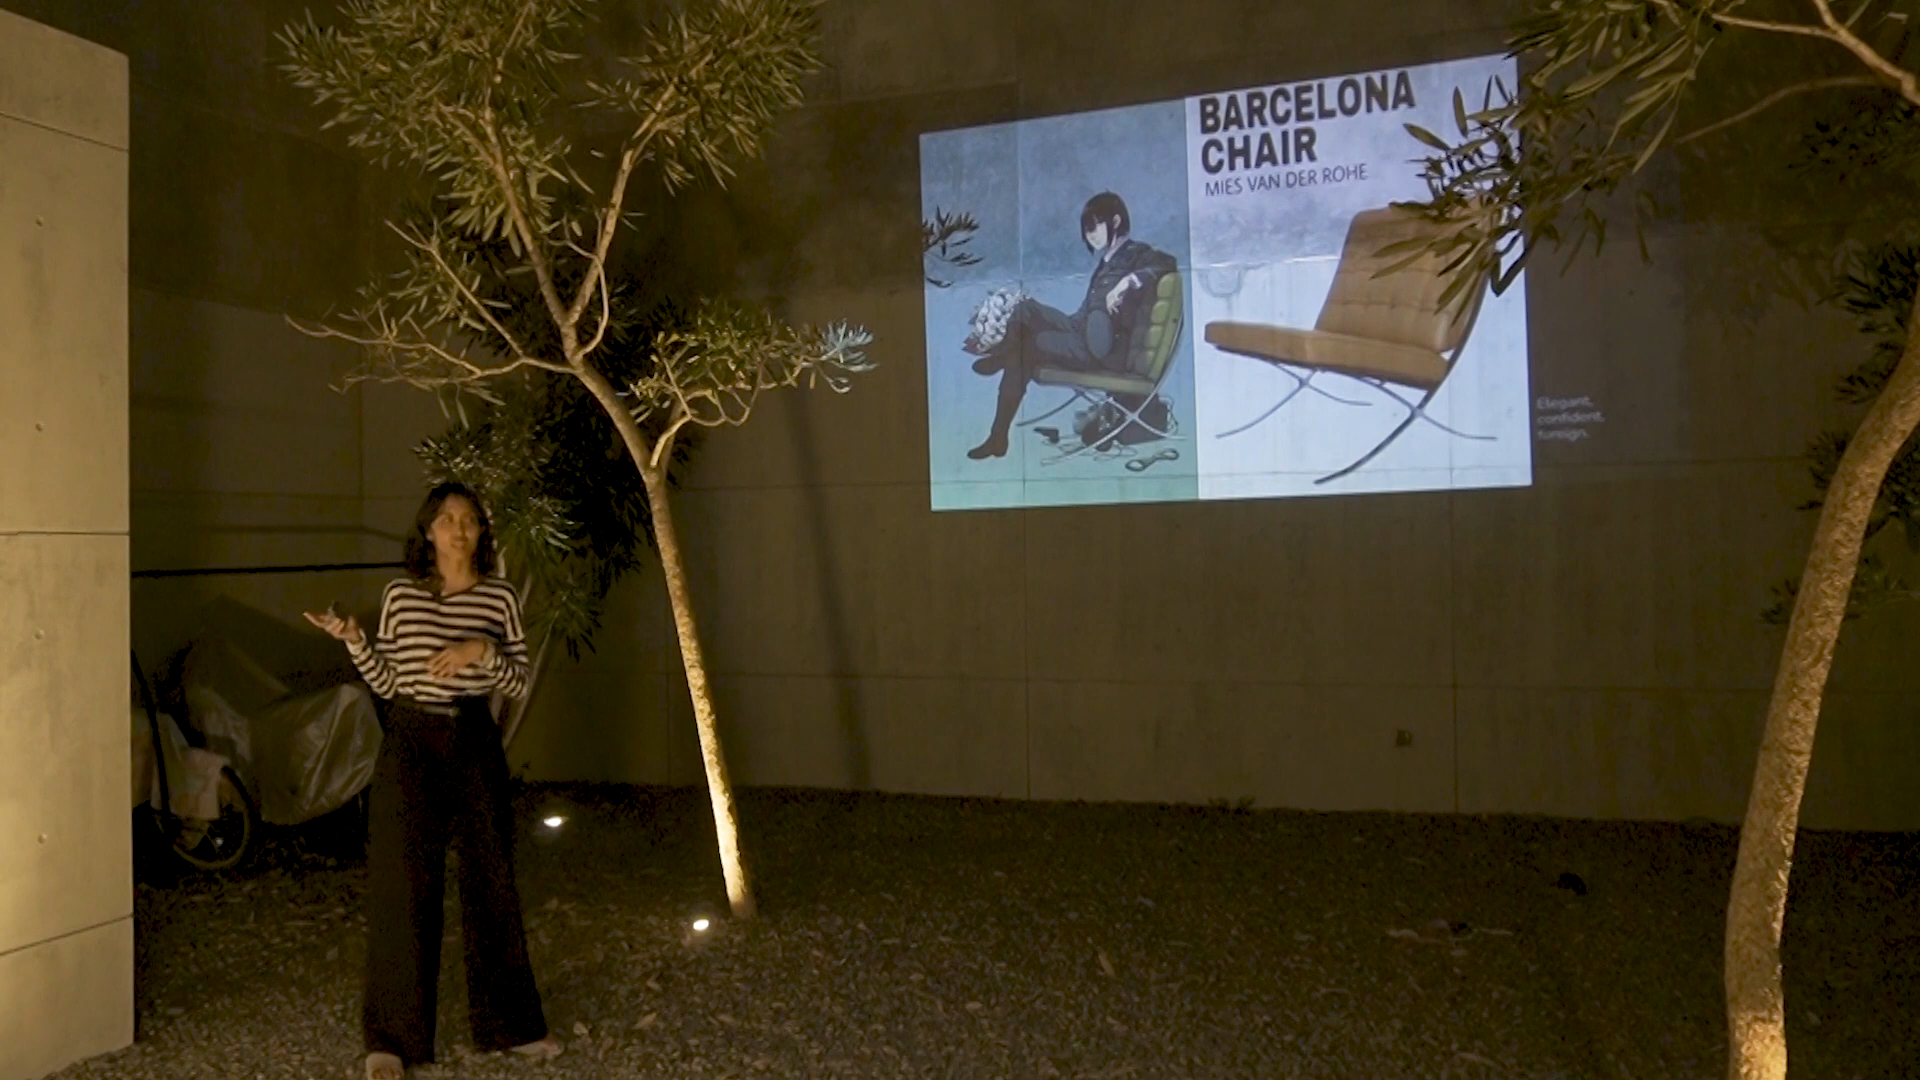 BARCELONA
CHAIR
MIES VAN DER ROHE
Elegant,
confident,
foreign.